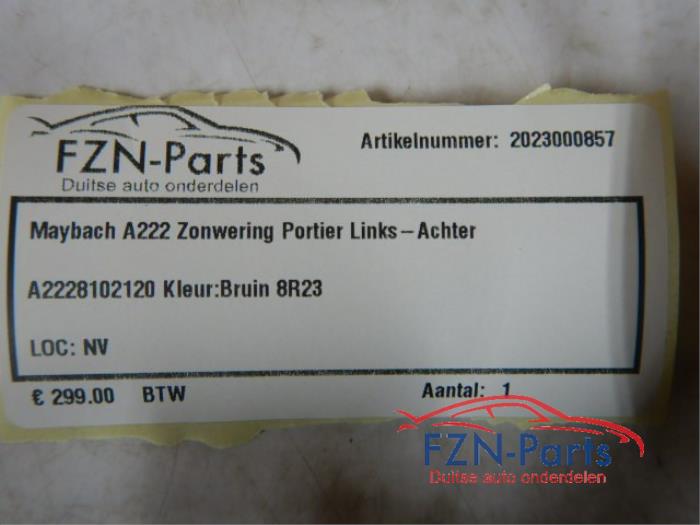 FZN-Parts
Duitse auto onderdelen
Artikelnummer: 2023000857
Maybach A222 Zonwering Portier Links-Achter
A2228102120 Kleur:Bruin 8R23
LOC: NV
€ 299.00 BTW
Aantal: 1
FZN-Parts
Duitse auto onderdelen